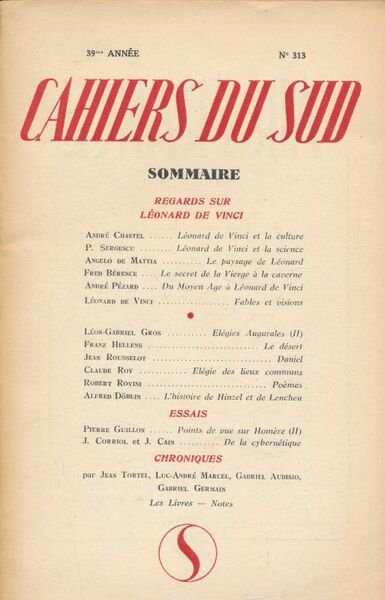 39me ANNÉE N° 313
CAHIERS DU SUD
SOMMAIRE
REGARDS SUR
LÉONARD DE VINCI
ANDRÉ CHASTEL ...... Léonard de Vinci et la culture
P. SERGESCU ........ Léonard de Vinci et la science
ANGELO DE MATTIA .......... Le paysage de Léonard
FRED BÉRENCE .... Le secret de la Vierge à la caverne
ANDRÉ PÉZARD .... Du Moyen Age à Léonard de Vinci
LÉONARD DE VINCI ................ Fables et visions
LÉON-GABRIEL GROS .......... Elégies Augurales (II)
FRANZ HELLENS ........................ Le désert
JEAN ROUSSELOT ........................... Daniel
CLAUDE ROY ............ Elégie des lieux communs
ROBERT ROVINI ............................ Poèmes
ALFRED DÖBLIN .... L'histoire de Hinzel et de Lenchen
ESSAIS
PIERRE GUILLON ...... Points de vue sur Homère (II)
J. CORRIOL et J. CAIN .......... De la cybernétique
CHRONIQUES
par JEAN TORTEL, LUC-ANDRÉ MARCEL, GABRIEL AUDISIO,
GABRIEL GERMAIN
Les Livres — Notes
S